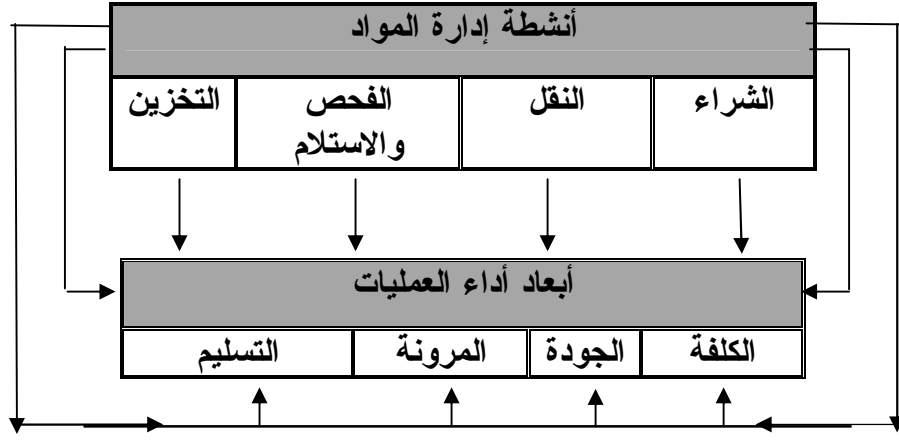 أنشطة إدارة المواد
الشراء
النقل
الفحص
والاستلام
التخزين
أبعاد أداء العمليات
الكلفة
الجودة
المرونة
التسليم